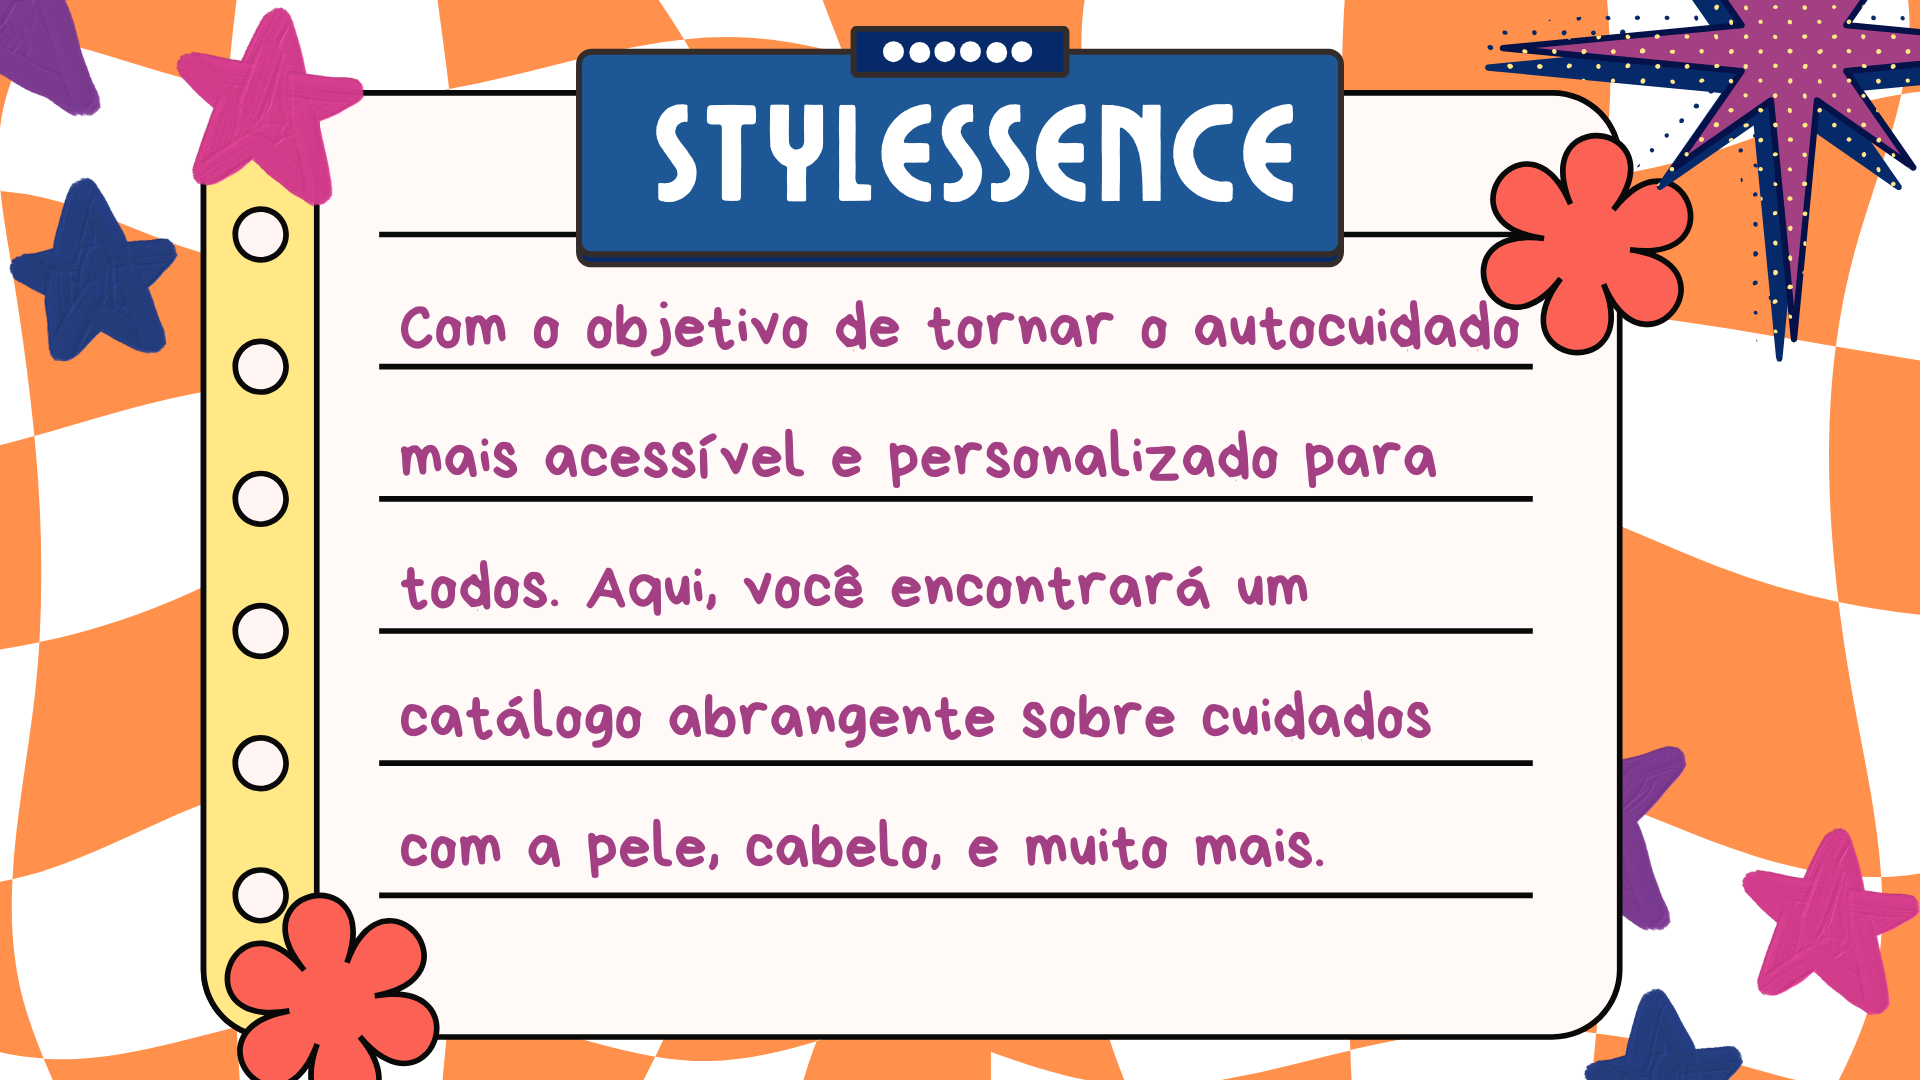 STYLESSENCE
Com o objetivo de tornar o autocuidado
mais acessível e personalizado para
todos. Aqui, você encontrará um
catálogo abrangente sobre cuidados
com a pele, cabelo, e muito mais.